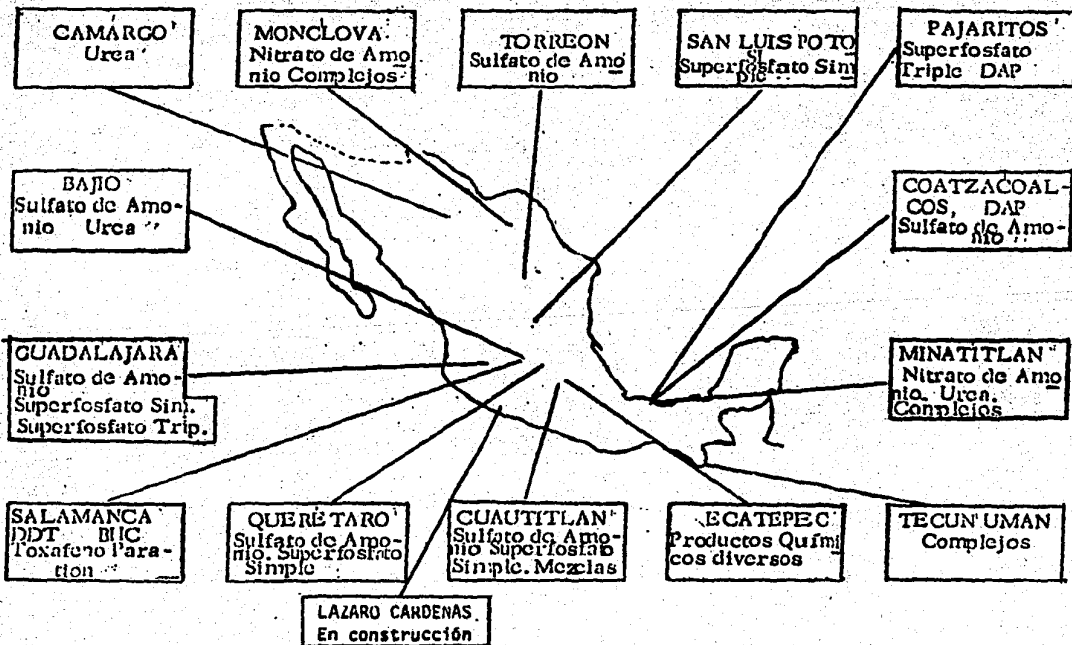 CAMARGO
Urea
MONCLOVA
Nitrato de Amo
nio Complejos
TORREON
Sulfato de Amo
nio
SAN LUIS POTO
SI
Superfosfato Sim
ple
PAJARITOS
Superfosfato
Triple DAP
BAJIO
Sulfato de Amo-
nio Urea
COATZACOAL-
COS, DAP
Sulfato de Amo-
nio
GUADALAJARA
Sulfato de Amo-
nio
Superfosfato Sim.
Superfosfato Trip.
MINATITLAN
Nitrato de Amo
nio. Urea.
Complejos
SALAMANCA
DDT BHC
Toxafeno Para-
tion
QUERETARO
Sulfato de Amo-
nio. Superfosfato
Simple
CUAUTITLAN
Sulfato de Amo-
nio Superfosfato
Simple. Mezclas
ECATEPEC
Productos Quími
cos diversos
TECUN UMAN
Complejos
LAZARO CARDENAS
En construcción